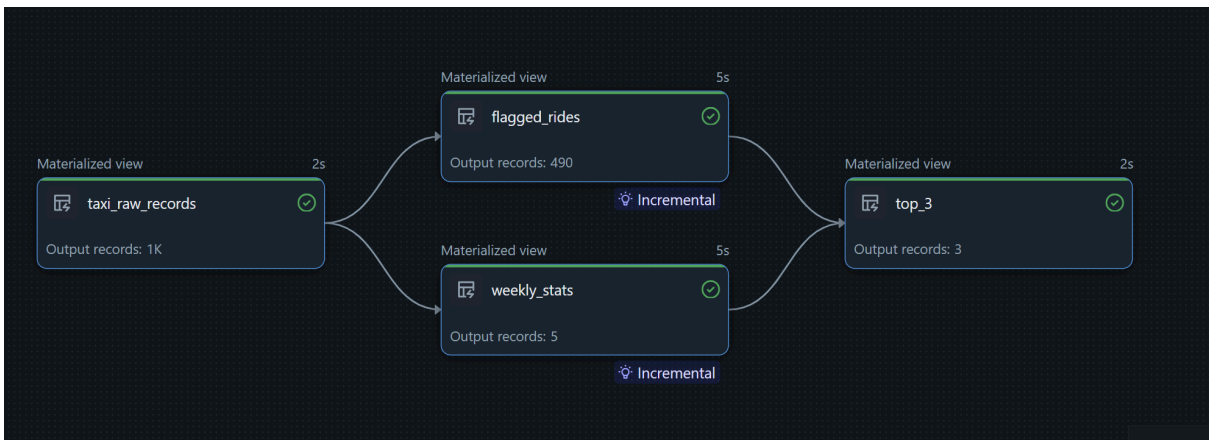 Materialized view 2s
taxi_raw_records
Output records: 1K
Materialized view 5s
flagged_rides
Output records: 490
Incremental
Materialized view 5s
weekly_stats
Output records: 5
Incremental
Materialized view 2s
top_3
Output records: 3